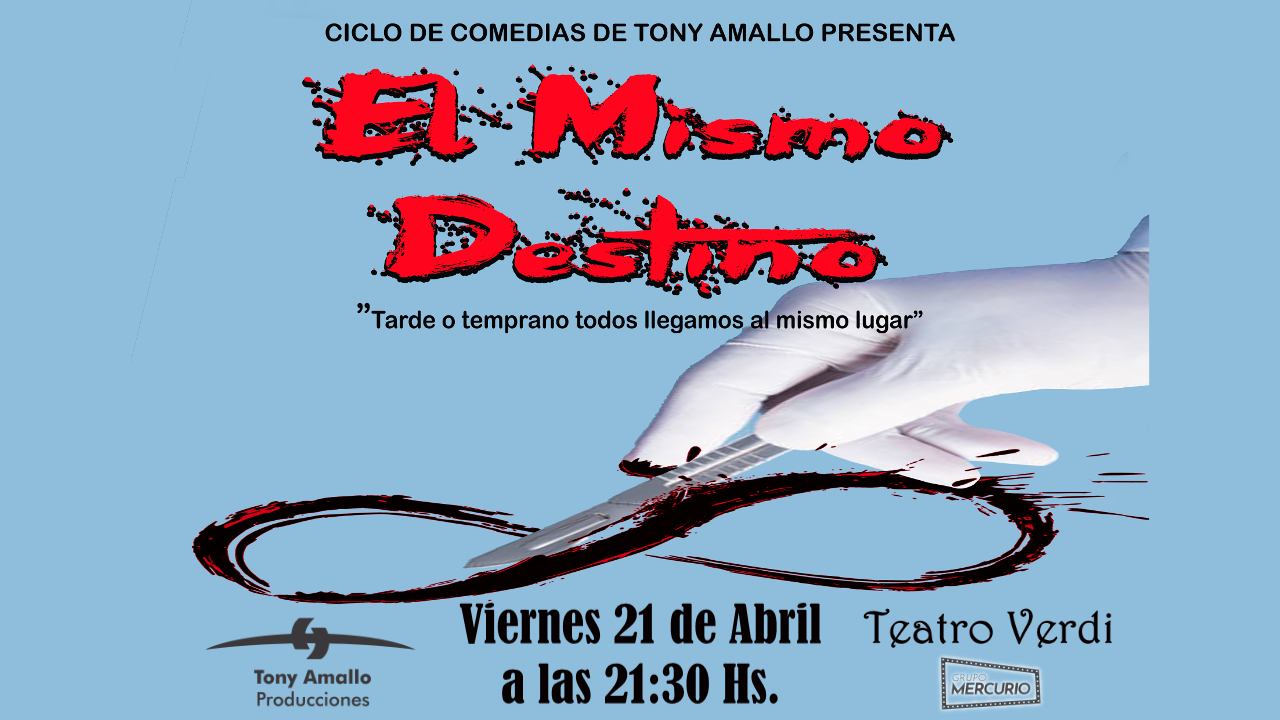 CICLO DE COMEDIAS DE TONY AMALLO PRESENTA
El Mismo
Destino
”Tarde o temprano todos llegamos al mismo lugar”
Viernes 21 de Abril
a las 21:30 Hs.
Teatro Verdi
Tony Amallo
Producciones
GRUPO
MERCURIO